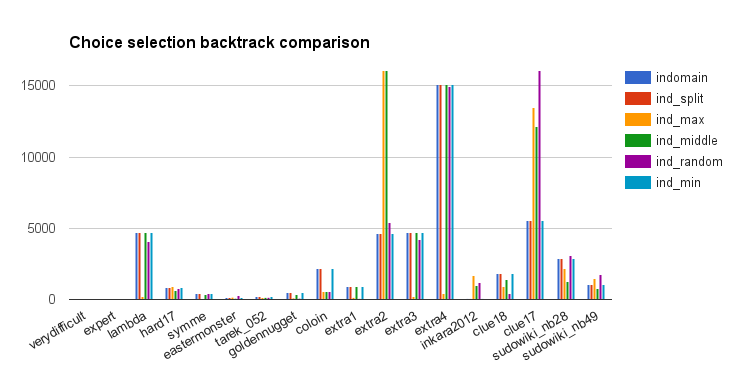 Choice selection backtrack comparison
15000
10000
5000
0
indomain
ind_split
ind_max
ind_middle
ind_random
ind_min
verydifficult
expert
lambda
hard17
symme
eastermonster
tarek_052
goldennugget
coloin
extra1
extra2
extra3
extra4
inkara2012
clue18
clue17
sudowiki_nb28
sudowiki_nb49